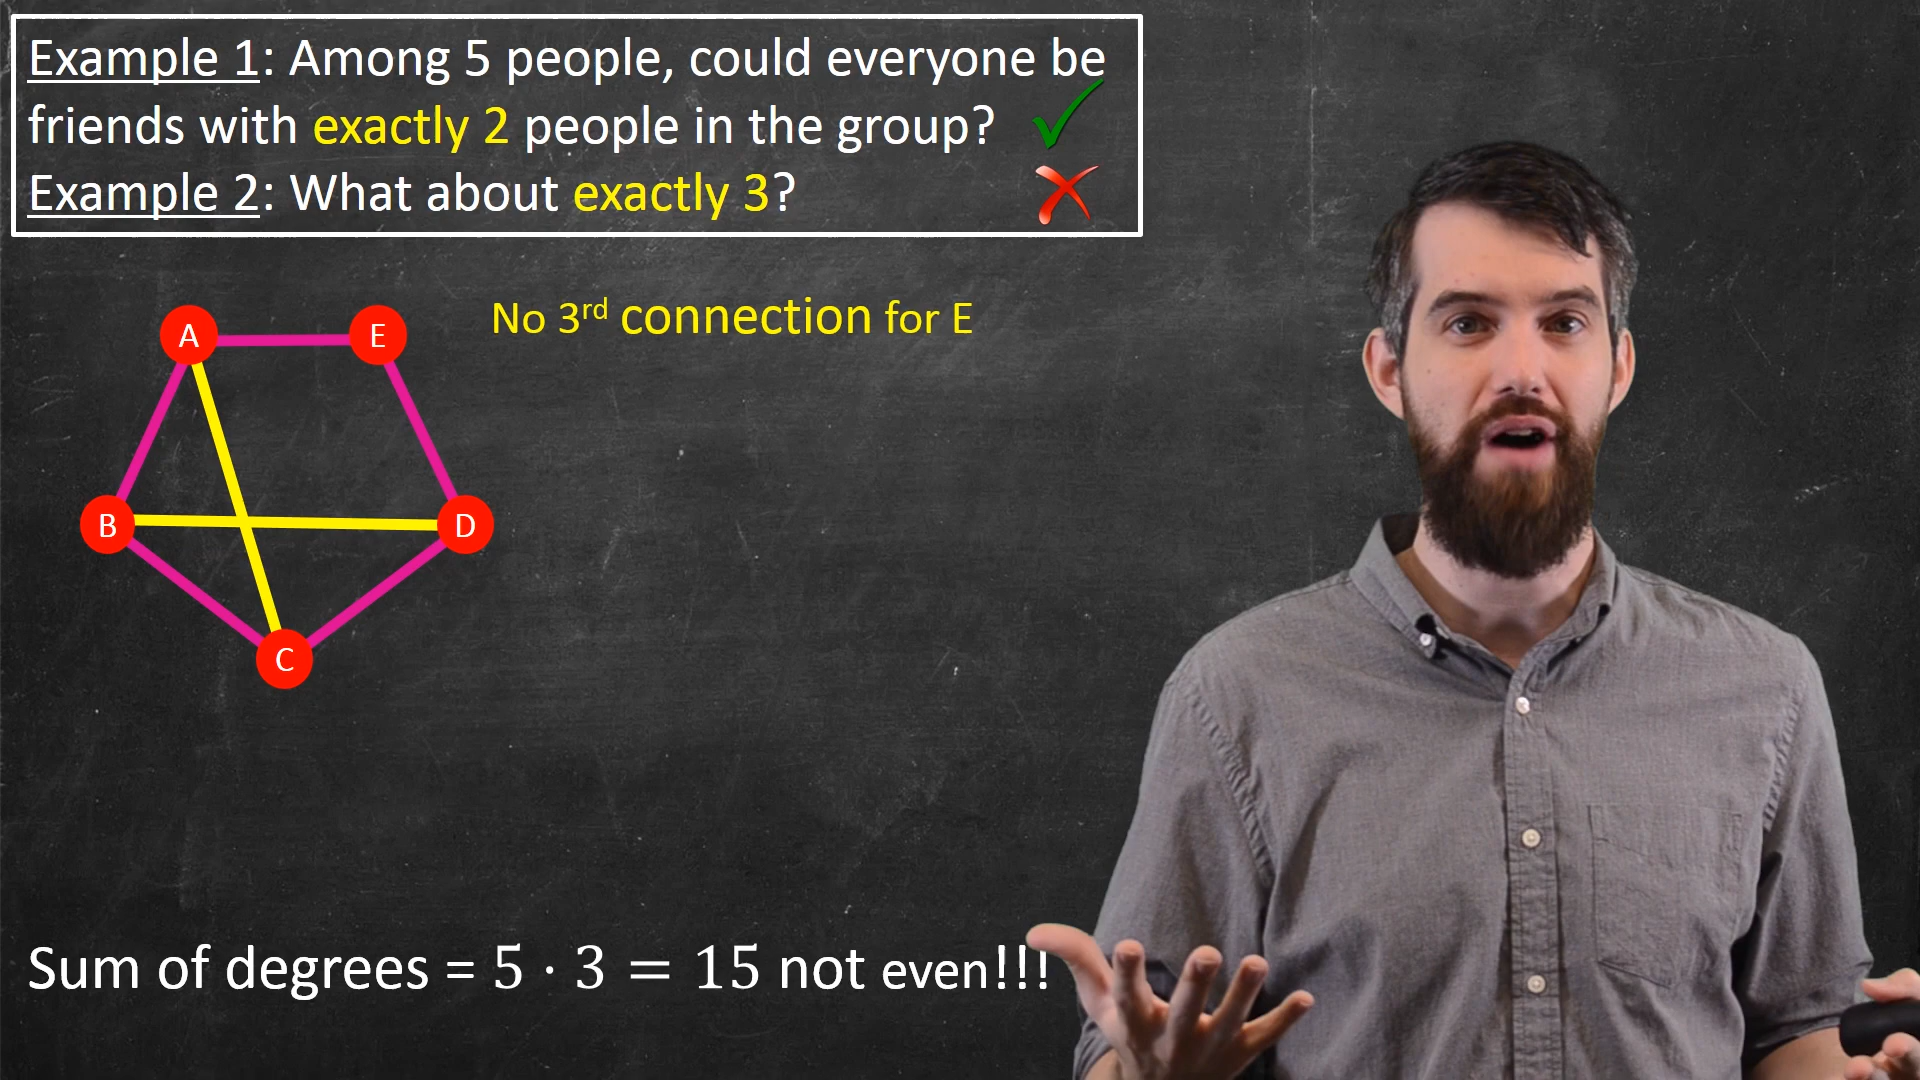 Example 1: Among 5 people, could everyone be
friends with exactly 2 people in the group?
Example 2: What about exactly 3?
A
E
No 3rd connection for E
B
D
C
Sum of degrees = 5 · 3 = 15 not even!!!